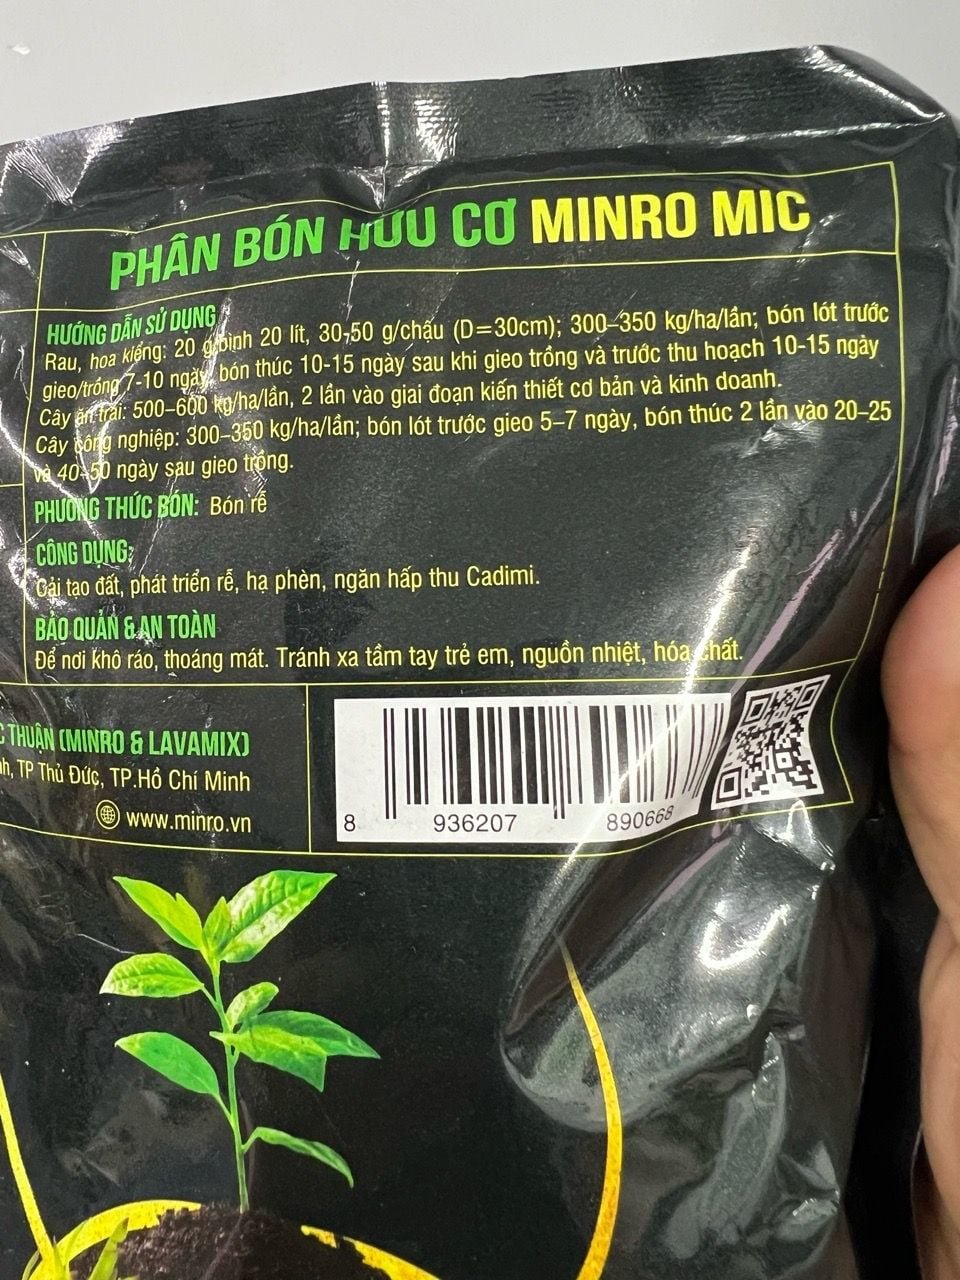 PHÂN BÓN HỮU CƠ MINRO MIC
HƯỚNG DẪN SỬ DỤNG
Rau, hoa kiểng: 20 g/bình 20 lít, 30-50 g/chậu (D=30cm); 300–350 kg/ha/lần; bón lót trước
gieo/trồng 7-10 ngày, bón thúc 10-15 ngày sau khi gieo trồng và trước thu hoạch 10-15 ngày
Cây ăn trái: 500–600 kg/ha/lần, 2 lần vào giai đoạn kiến thiết cơ bản và kinh doanh.
Cây công nghiệp: 300–350 kg/ha/lần; bón lót trước gieo 5–7 ngày, bón thúc 2 lần vào 20–25
và 40–50 ngày sau gieo trồng.
PHƯƠNG THỨC BÓN: Bón rễ
CÔNG DỤNG:
Cải tạo đất, phát triển rễ, hạ phèn, ngăn hấp thu Cadimi.
BẢO QUẢN & AN TOÀN
Để nơi khô ráo, thoáng mát. Tránh xa tầm tay trẻ em, nguồn nhiệt, hóa chất.
THUẬN (MINRO & LAVAMIX)
TP Thủ Đức, TP.Hồ Chí Minh
www.minro.vn
8 936207 890668